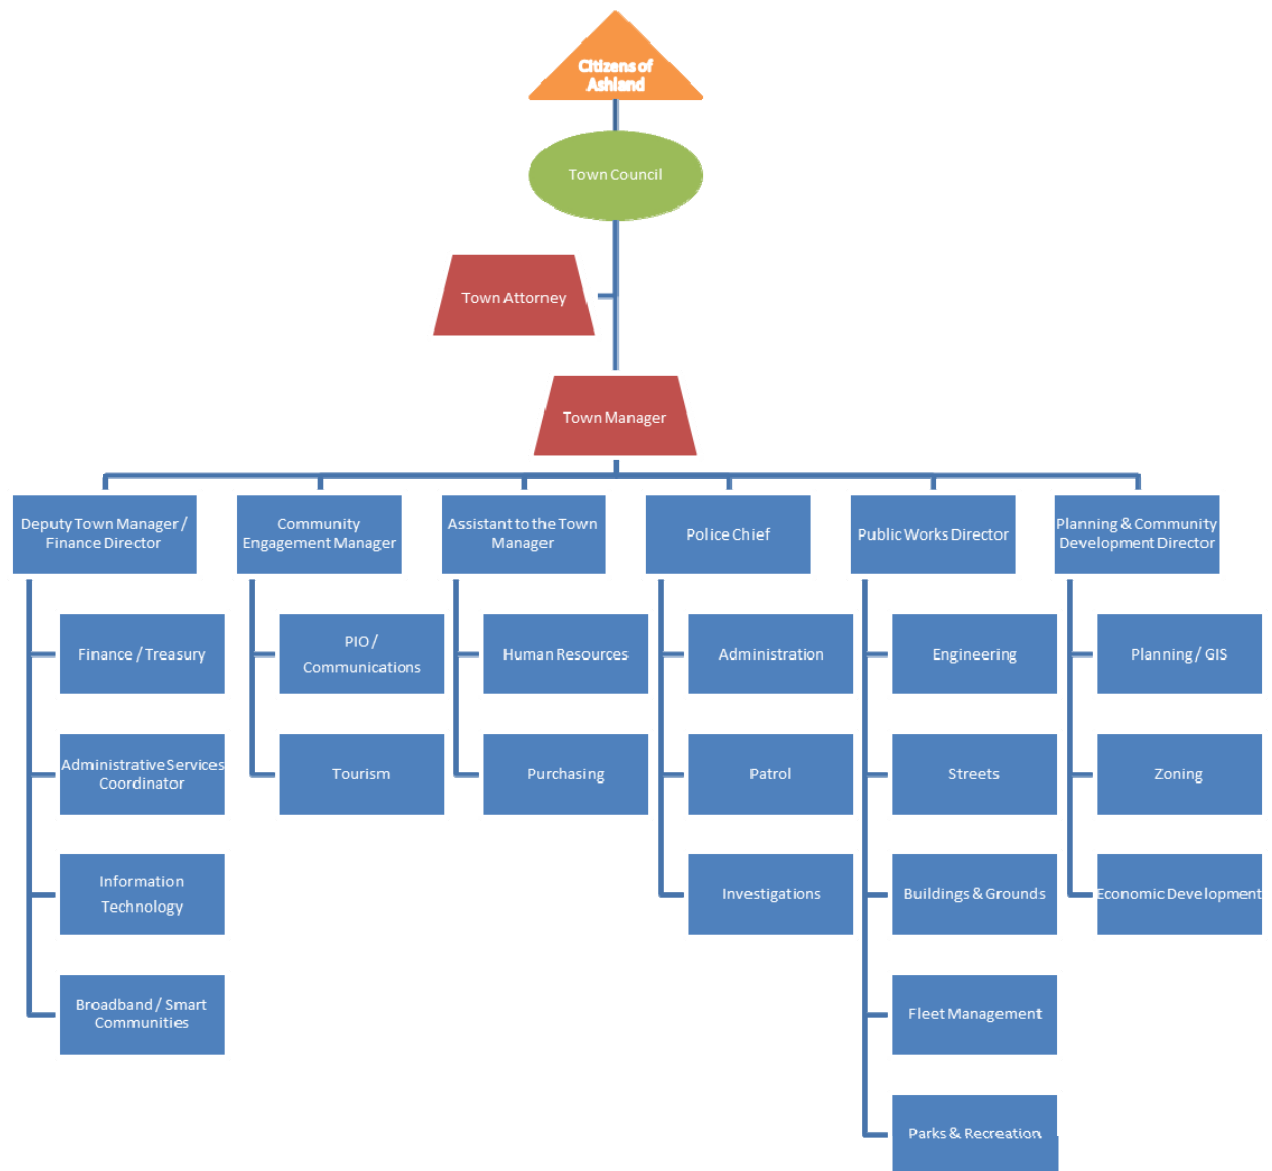 Citizens of
Ashland
Town Council
Town Attorney
Town Manager
Deputy Town Manager /
Finance Director
Community
Engagement Manager
Assistant to the Town
Manager
Police Chief
Public Works Director
Planning & Community
Development Director
Finance / Treasury
PIO /
Communications
Human Resources
Administration
Engineering
Planning / GIS
Administrative Services
Coordinator
Tourism
Purchasing
Patrol
Streets
Zoning
Information
Technology
Investigations
Buildings & Grounds
Economic Development
Broadband / Smart
Communities
Fleet Management
Parks & Recreation